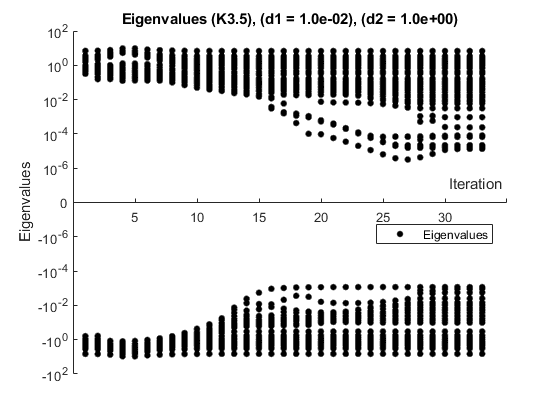 Eigenvalues (K3.5), (d1 = 1.0e-02), (d2 = 1.0e+00)
10^2
10^0
10^-2
10^-4
10^-6
Eigenvalues
Iteration
0
5 10 15 20 25 30
-10^-6
Eigenvalues
-10^-4
-10^-2
-10^0
-10^2